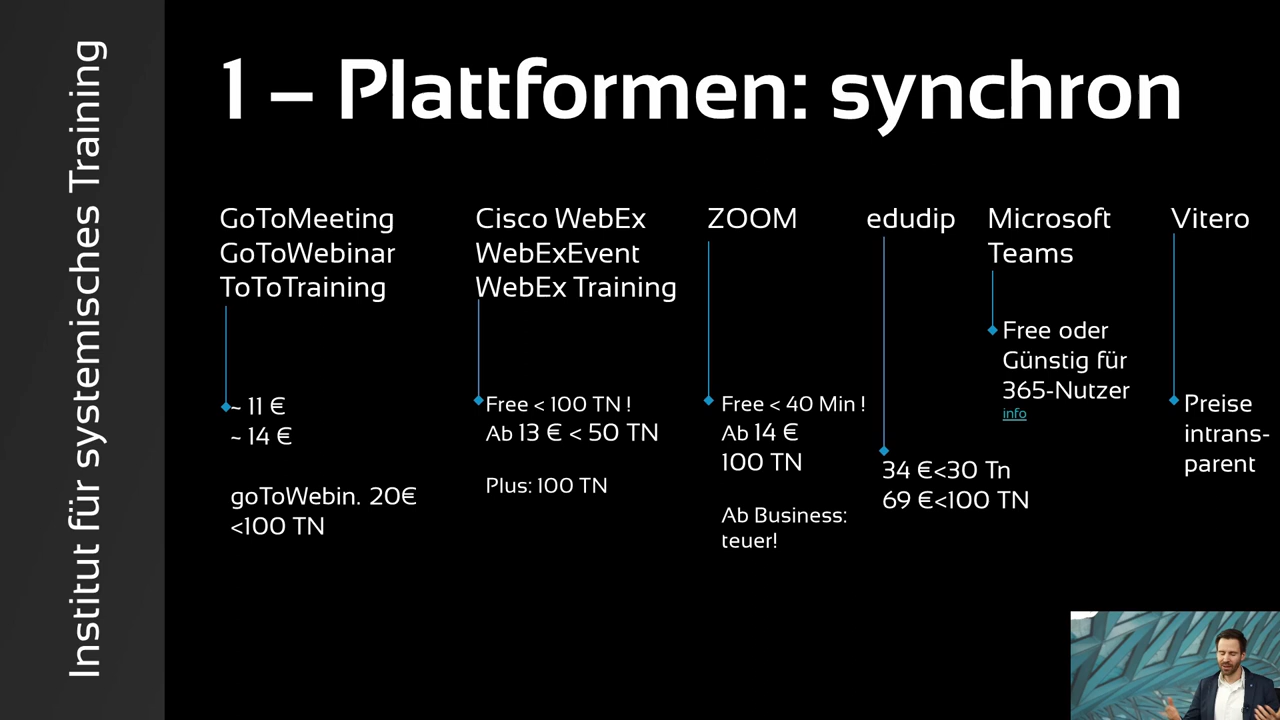 Institut für systemisches Training
1 – Plattformen: synchron
GoToMeeting
GoToWebinar
ToToTraining
~ 11 €
~ 14 €
goToWebin. 20€
<100 TN
Cisco WebEx
WebExEvent
WebEx Training
Free < 100 TN !
Ab 13 € < 50 TN
Plus: 100 TN
ZOOM
Free < 40 Min !
Ab 14 €
100 TN
Ab Business:
teuer!
edudip
34 €<30 Tn
69 €<100 TN
Microsoft
Teams
Free oder
Günstig für
365-Nutzer
info
Vitero
Preise
intrans-
parent